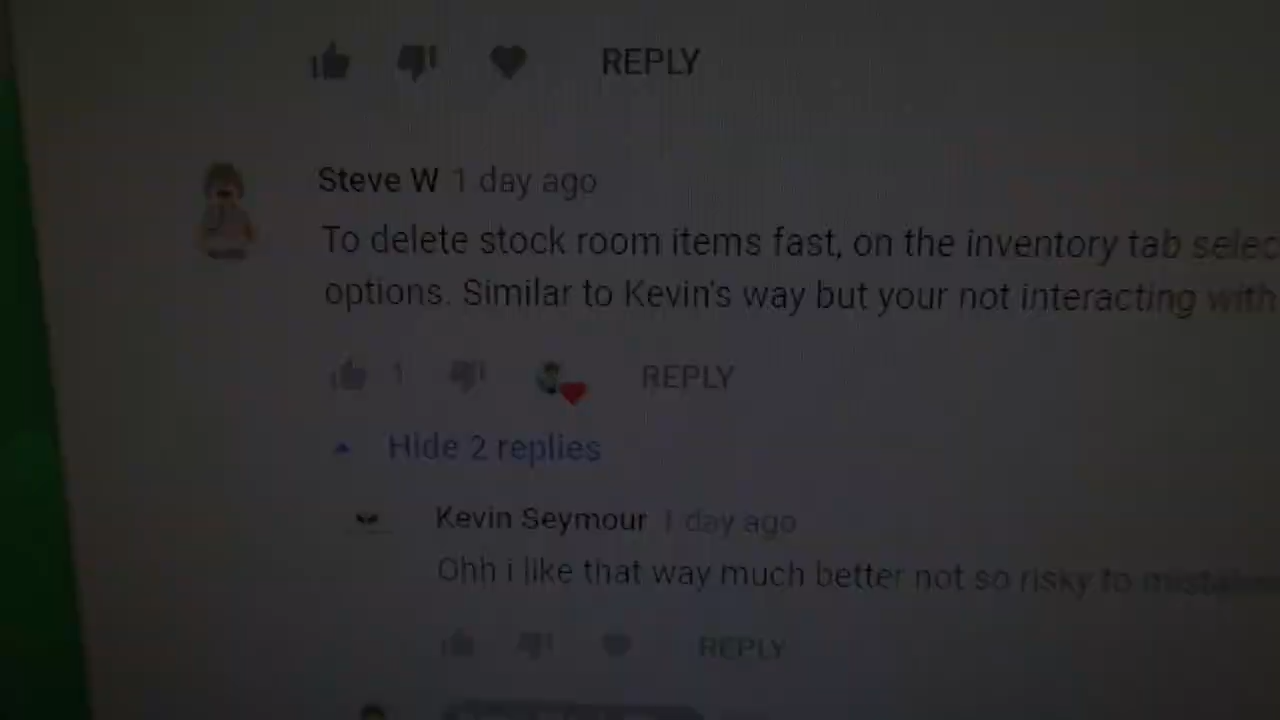 REPLY
Steve W 1 day ago
To delete stock room items fast, on the inventory tab selec
options. Similar to Kevin's way but your not interacting with
1 REPLY
Hide 2 replies
Kevin Seymour 1 day ago
Ohh i like that way much better not so risky to
REPLY